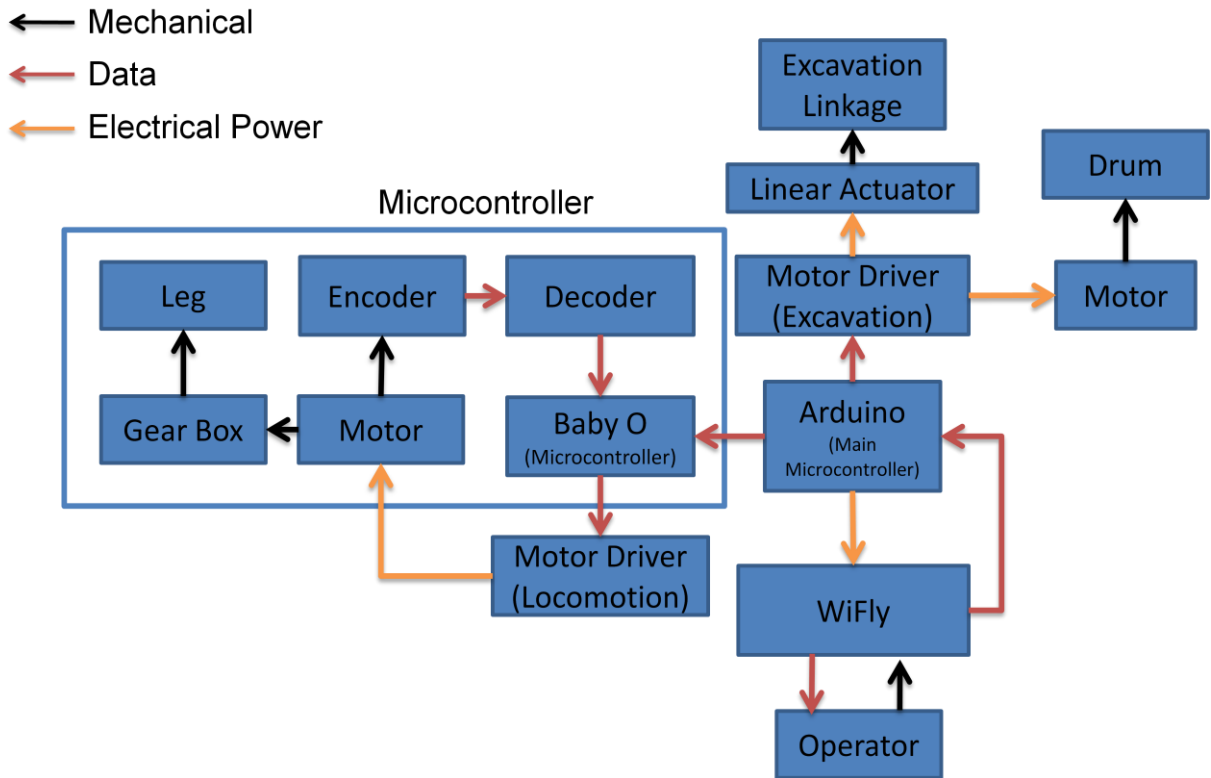 Mechanical
Data
Electrical Power
Excavation
Linkage
Drum
Linear Actuator
Microcontroller
Leg
Encoder
Decoder
Motor Driver
(Excavation)
Motor
Gear Box
Motor
Baby O
(Microcontroller)
Arduino
(Main
Microcontroller)
Motor Driver
(Locomotion)
WiFly
Operator